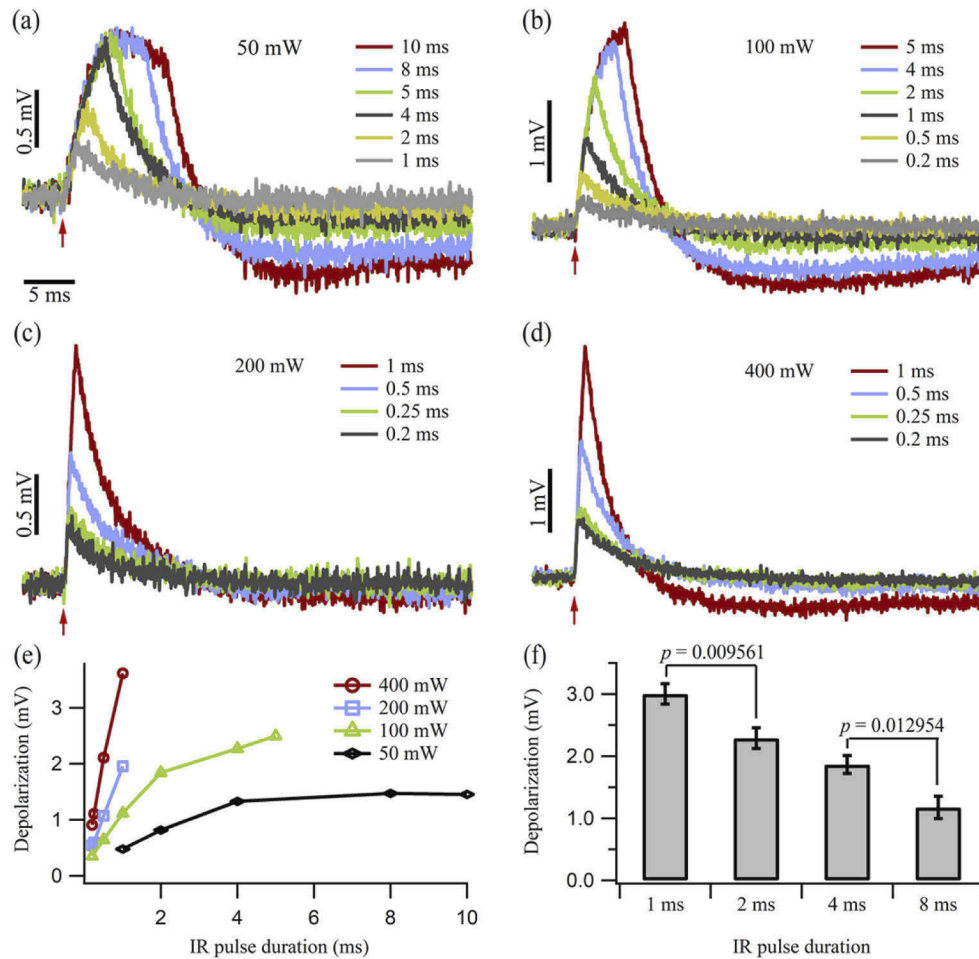 (a)
50 mW
10 ms
8 ms
5 ms
4 ms
2 ms
1 ms
0.5 mV
5 ms
(b)
100 mW
5 ms
4 ms
2 ms
1 ms
0.5 ms
0.2 ms
1 mV
(c)
200 mW
1 ms
0.5 ms
0.25 ms
0.2 ms
0.5 mV
(d)
400 mW
1 ms
0.5 ms
0.25 ms
0.2 ms
1 mV
(e)
400 mW
200 mW
100 mW
50 mW
Depolarization (mV)
3
2
1
0
2 4 6 8 10
IR pulse duration (ms)
(f)
p = 0.009561
p = 0.012954
Depolarization (mV)
3.0
2.0
1.0
0.0
1 ms 2 ms 4 ms 8 ms
IR pulse duration